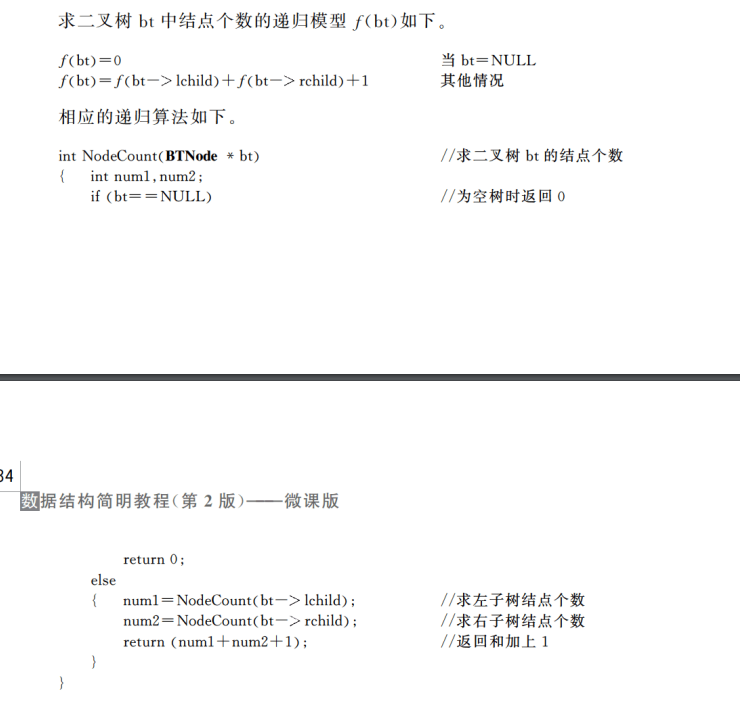 求二叉树 bt 中结点个数的递归模型 f(bt)如下。
f(bt)=0 当 bt=NULL
f(bt)=f(bt->lchild)+f(bt->rchild)+1 其他情况
相应的递归算法如下。
int NodeCount(BTNode * bt) //求二叉树 bt 的结点个数
{ int num1,num2;
if (bt==NULL) //为空树时返回 0
34
数据结构简明教程(第 2 版)——微课版
return 0;
else
{ num1=NodeCount(bt->lchild); //求左子树结点个数
num2=NodeCount(bt->rchild); //求右子树结点个数
return (num1+num2+1); //返回和加上 1
}
}